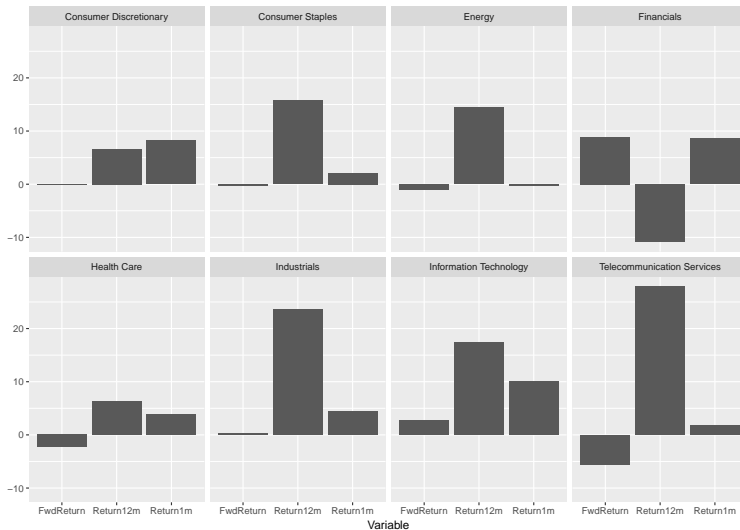 Consumer Discretionary
Consumer Staples
Energy
Financials
20
10
0
−10
Health Care
Industrials
Information Technology
Telecommunication Services
20
10
0
−10
FwdReturn Return12m Return1m
FwdReturn Return12m Return1m
FwdReturn Return12m Return1m
FwdReturn Return12m Return1m
Variable